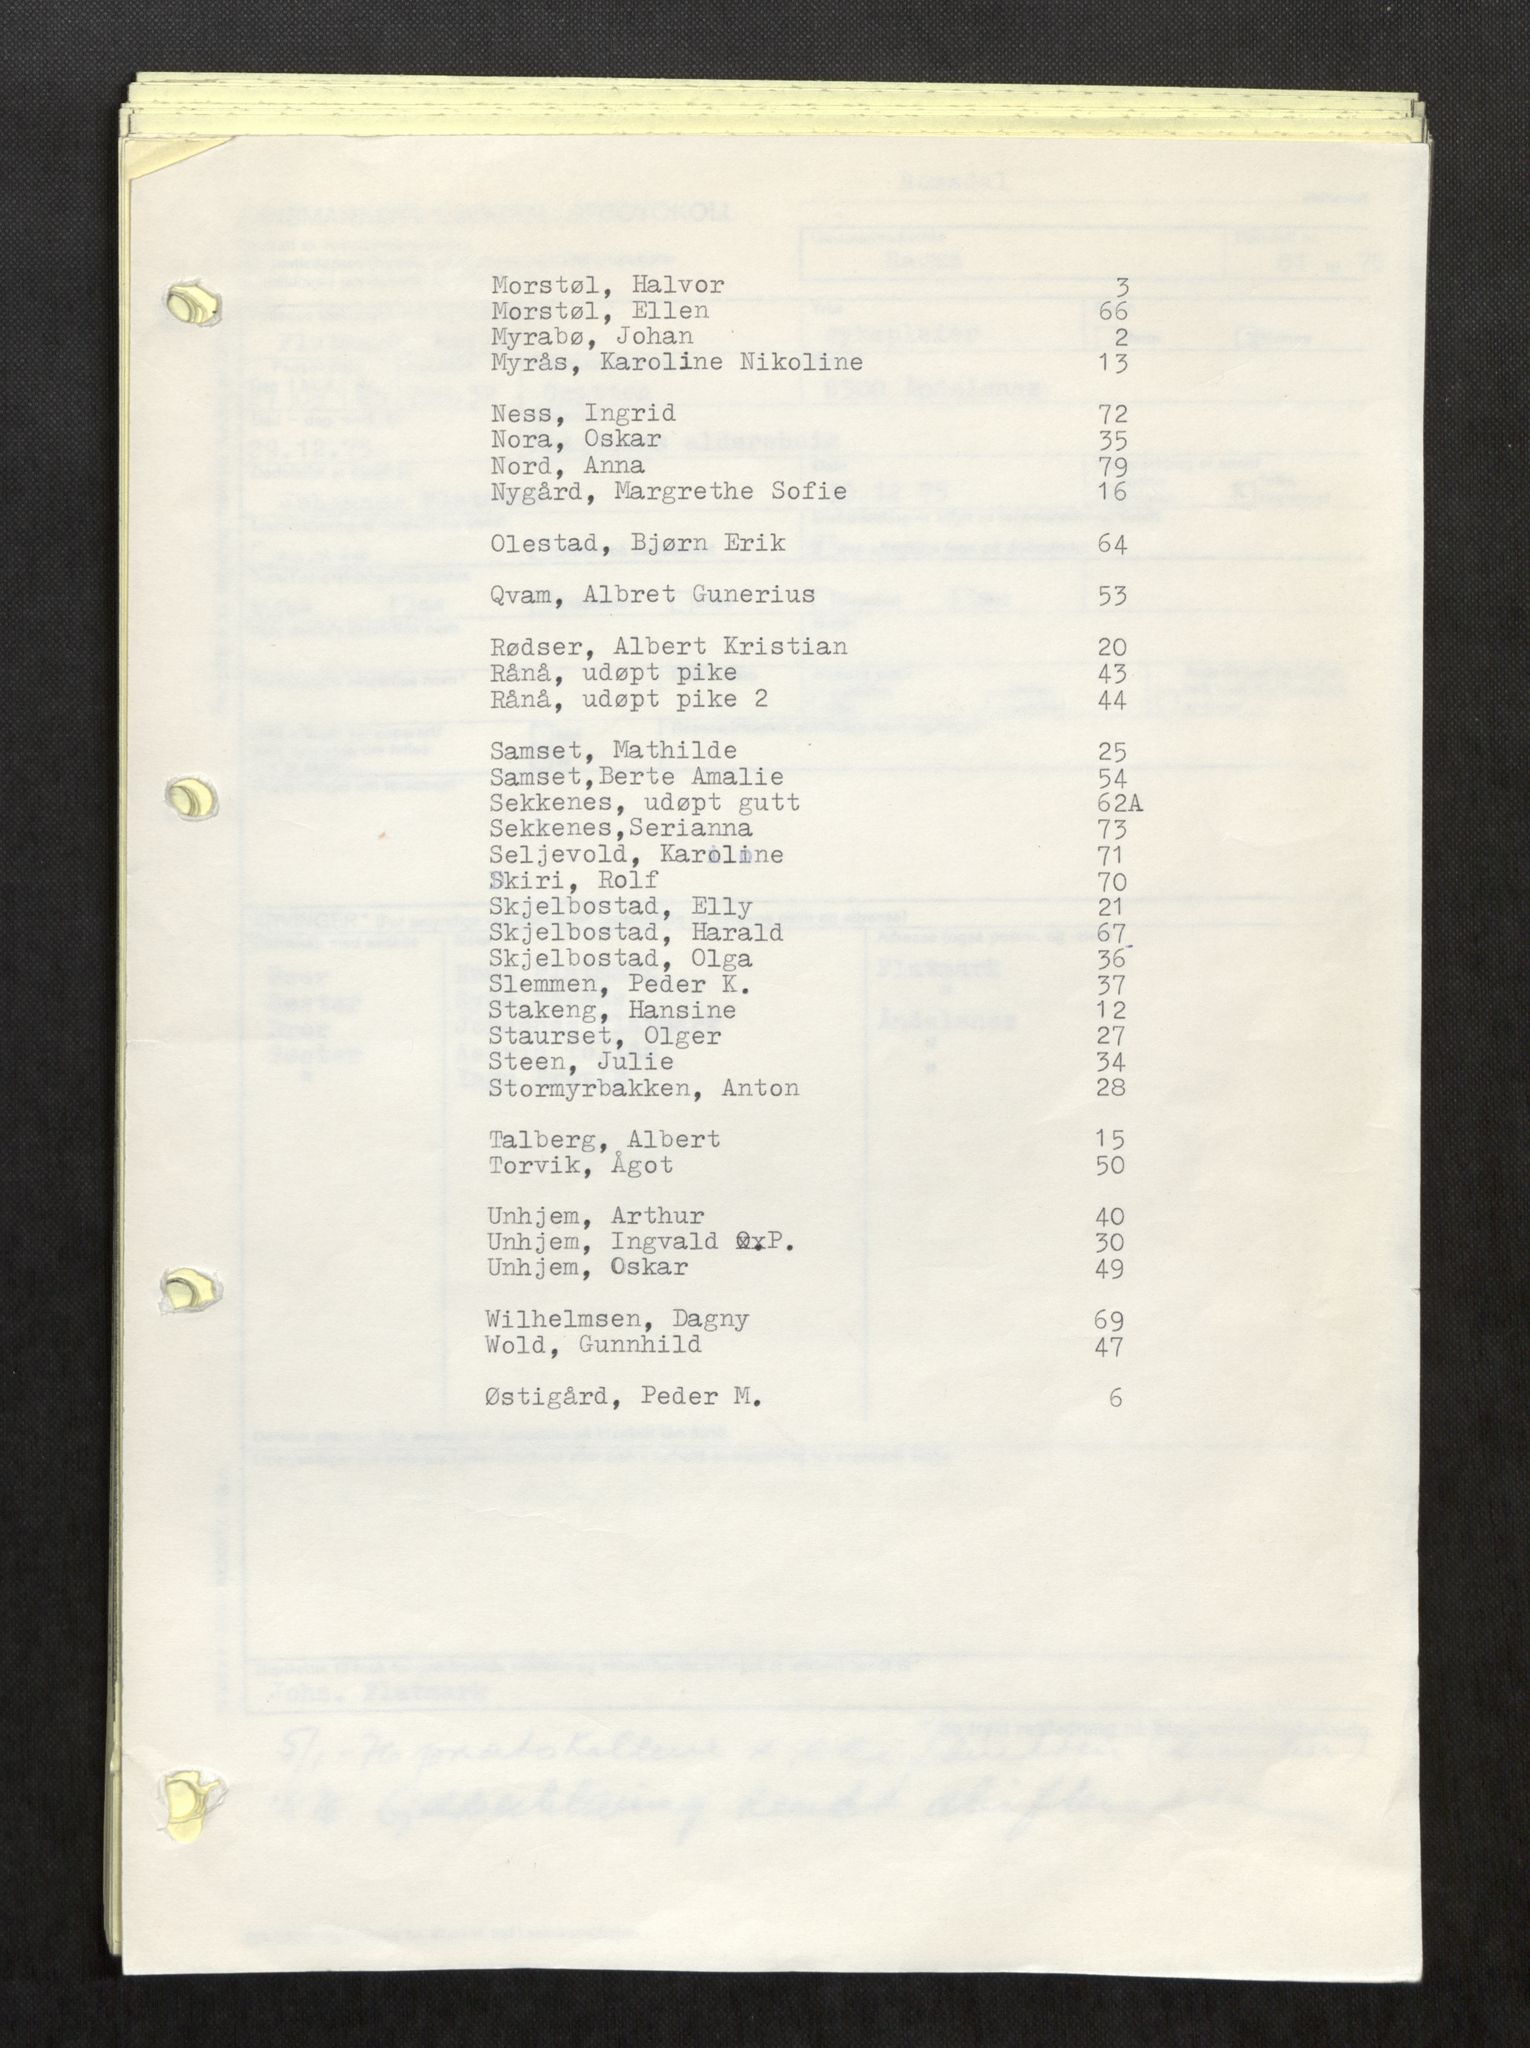 Morstøl, Halvor 3
Morstøl, Ellen 66
Myrabø, Johan 2
Myrås, Karoline Nikoline 13
Ness, Ingrid 72
Nora, Oskar 35
Nord, Anna 79
Nygård, Margrethe Sofie 16
Olestad, Bjørn Erik 64
Qvam, Albret Gunerius 53
Rødser, Albert Kristian 20
Rånå, udøpt pike 43
Rånå, udøpt pike 2 44
Samset, Mathilde 25
Samset,Berte Amalie 54
Sekkenes, udøpt gutt 62A
Sekkenes,Serianna 73
Seljevold, Karoline 71
Skiri, Rolf 70
Skjelbostad, Elly 21
Skjelbostad, Harald 67
Skjelbostad, Olga 36
Slemmen, Peder K. 37
Stakeng, Hansine 12
Staurset, Olger 27
Steen, Julie 34
Stormyrbakken, Anton 28
Talberg, Albert 15
Torvik, Ågot 50
Unhjem, Arthur 40
Unhjem, Ingvald P. 30
Unhjem, Oskar 49
Wilhelmsen, Dagny 69
Wold, Gunnhild 47
Østigård, Peder M. 6